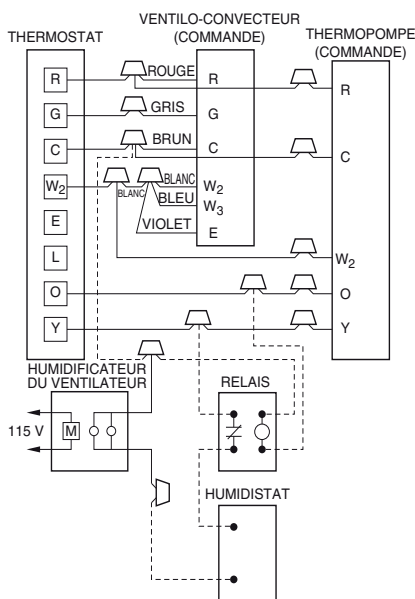 VENTILO-CONVECTEUR
(COMMANDE)
THERMOSTAT
THERMOPOMPE
(COMMANDE)
R
ROUGE
R
R
G
GRIS
G
C
BRUN
C
C
W2
BLANC
BLANC
W2
BLEU
W3
E
VIOLET
E
L
W2
O
O
Y
Y
HUMIDIFICATEUR
DU VENTILATEUR
RELAIS
115 V
M
HUMIDISTAT